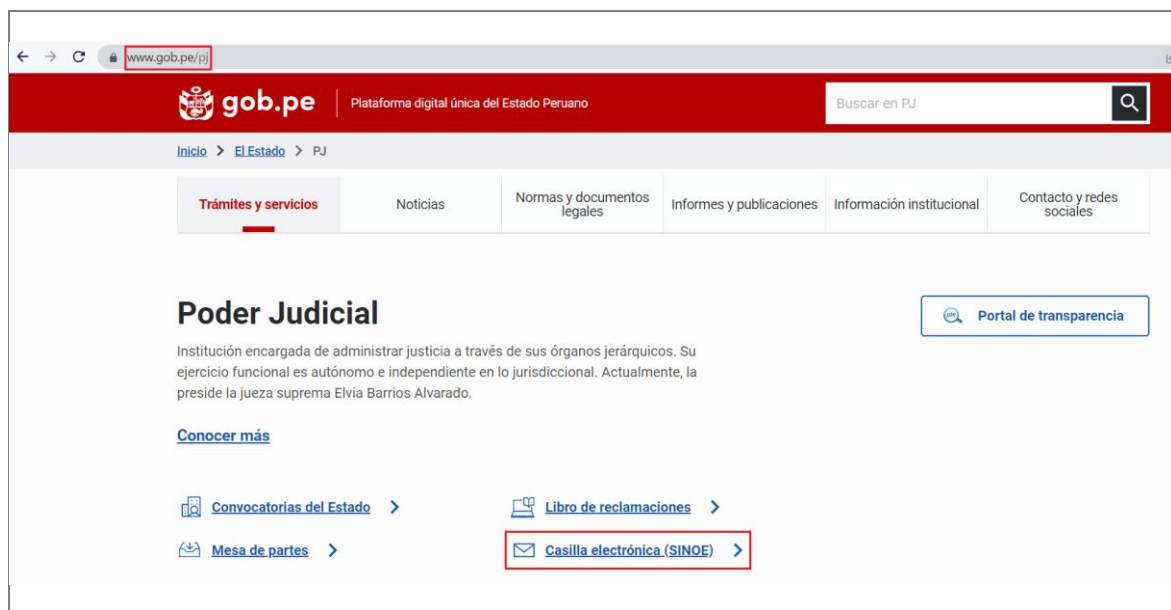 www.gob.pe/pj
gob.pe
Plataforma digital única del Estado Peruano
Buscar en PJ
Inicio > El Estado > PJ
Trámites y servicios
Noticias
Normas y documentos
legales
Informes y publicaciones
Información institucional
Contacto y redes
sociales
Poder Judicial
Portal de transparencia
Institución encargada de administrar justicia a través de sus órganos jerárquicos. Su
ejercicio funcional es autónomo e independiente en lo jurisdiccional. Actualmente, la
preside la jueza suprema Elvia Barrios Alvarado.
Conocer más
Convocatorias del Estado
Libro de reclamaciones
Mesa de partes
Casilla electrónica (SINOE)